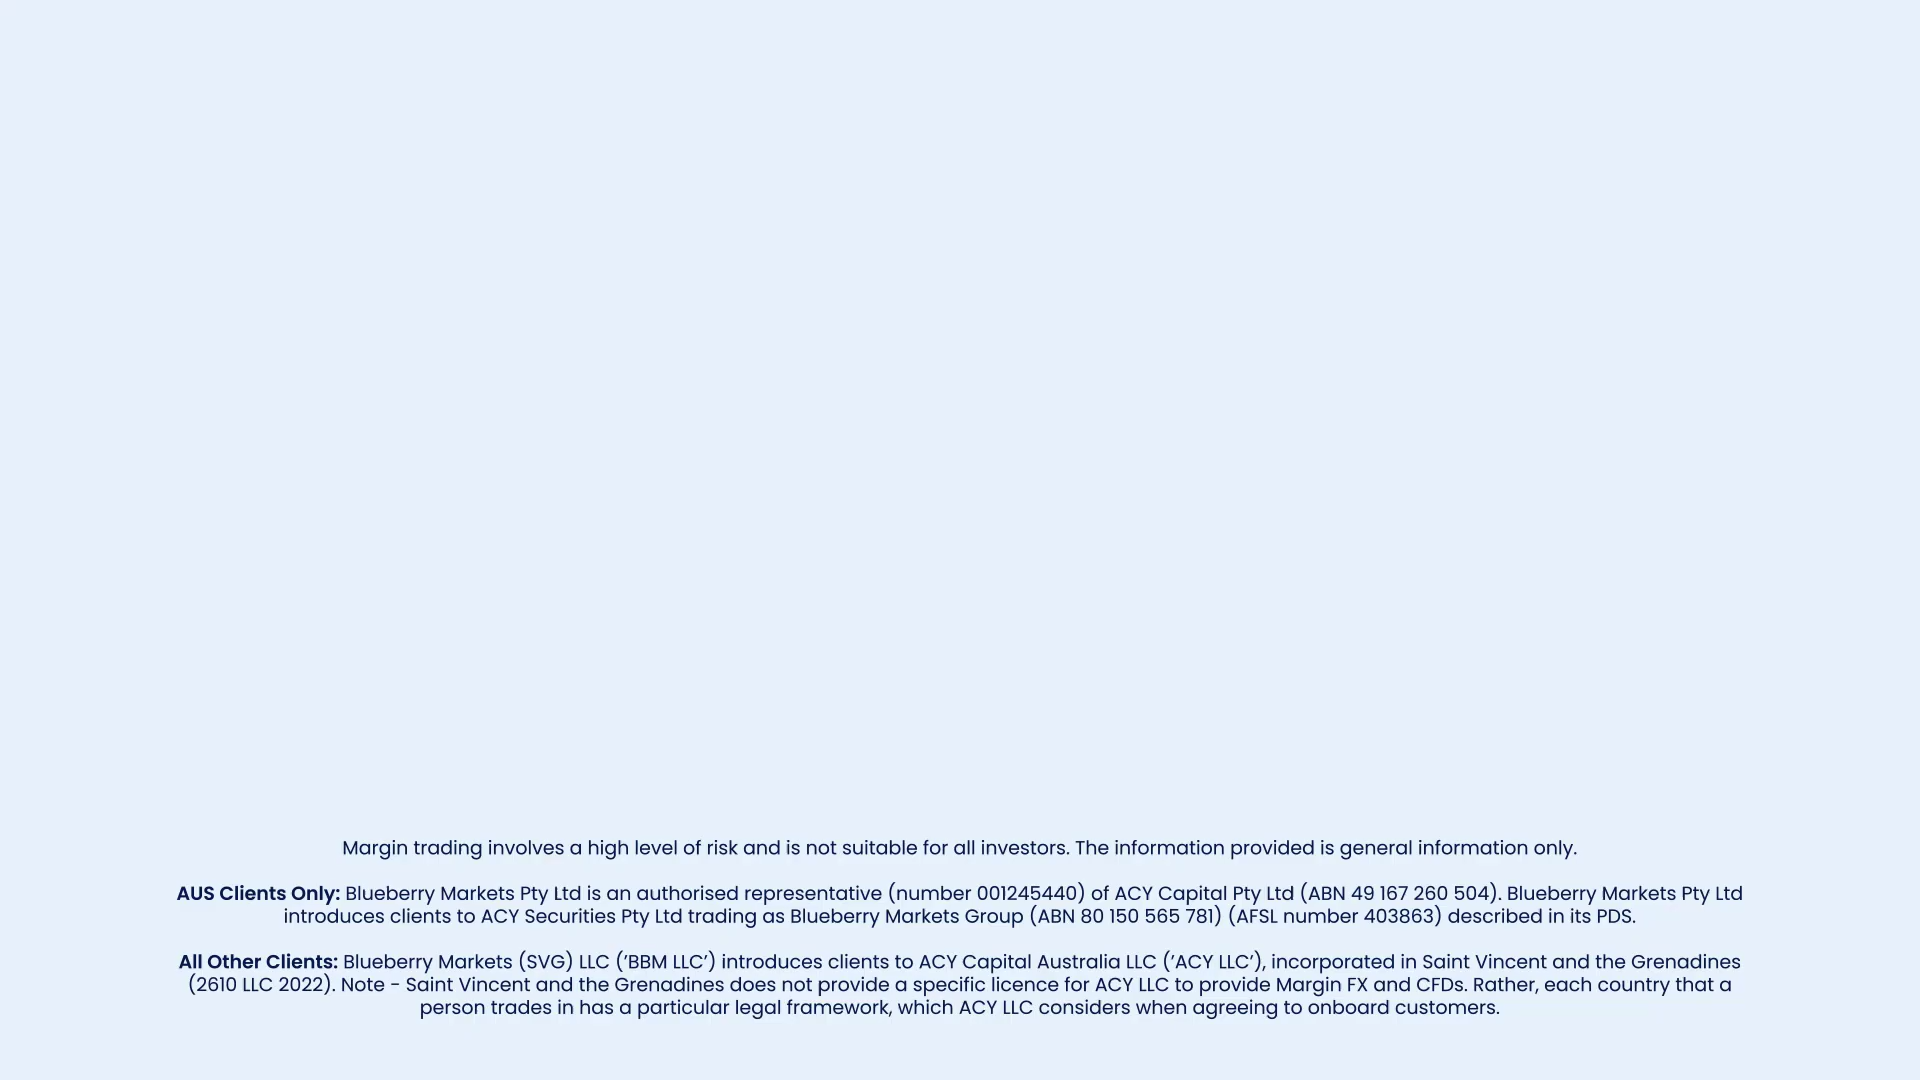 Margin trading involves a high level of risk and is not suitable for all investors. The information provided is general information only.
AUS Clients Only: Blueberry Markets Pty Ltd is an authorised representative (number 001245440) of ACY Capital Pty Ltd (ABN 49 167 260 504). Blueberry Markets Pty Ltd
introduces clients to ACY Securities Pty Ltd trading as Blueberry Markets Group (ABN 80 150 565 781) (AFSL number 403863) described in its PDS.
All Other Clients: Blueberry Markets (SVG) LLC (’BBM LLC’) introduces clients to ACY Capital Australia LLC (’ACY LLC’), incorporated in Saint Vincent and the Grenadines
(2610 LLC 2022). Note - Saint Vincent and the Grenadines does not provide a specific licence for ACY LLC to provide Margin FX and CFDs. Rather, each country that a
person trades in has a particular legal framework, which ACY LLC considers when agreeing to onboard customers.